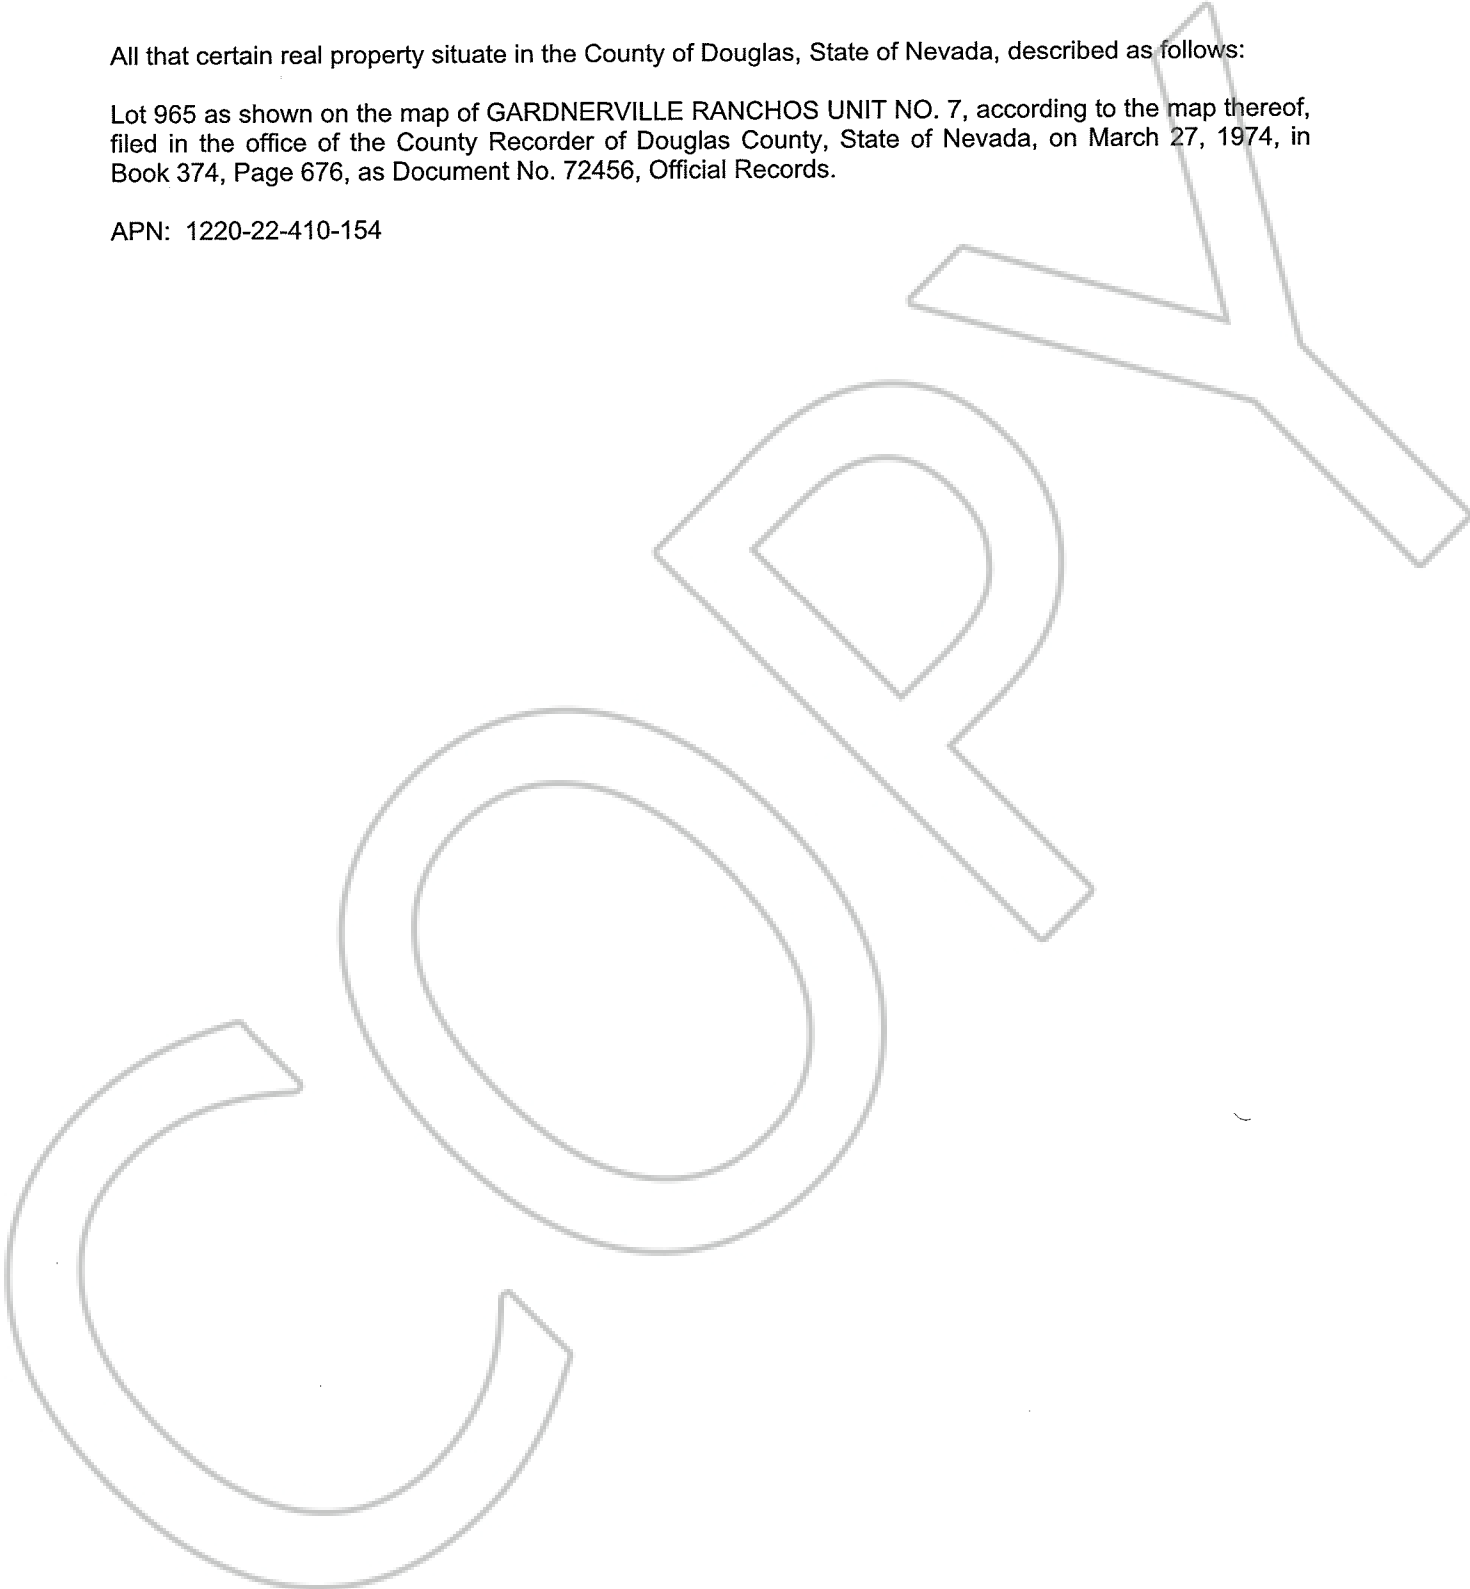 All that certain real property situate in the County of Douglas, State of Nevada, described as follows:
Lot 965 as shown on the map of GARDNERVILLE RANCHOS UNIT NO. 7, according to the map thereof,
filed in the office of the County Recorder of Douglas County, State of Nevada, on March 27, 1974, in
Book 374, Page 676, as Document No. 72456, Official Records.
APN: 1220-22-410-154
COPY